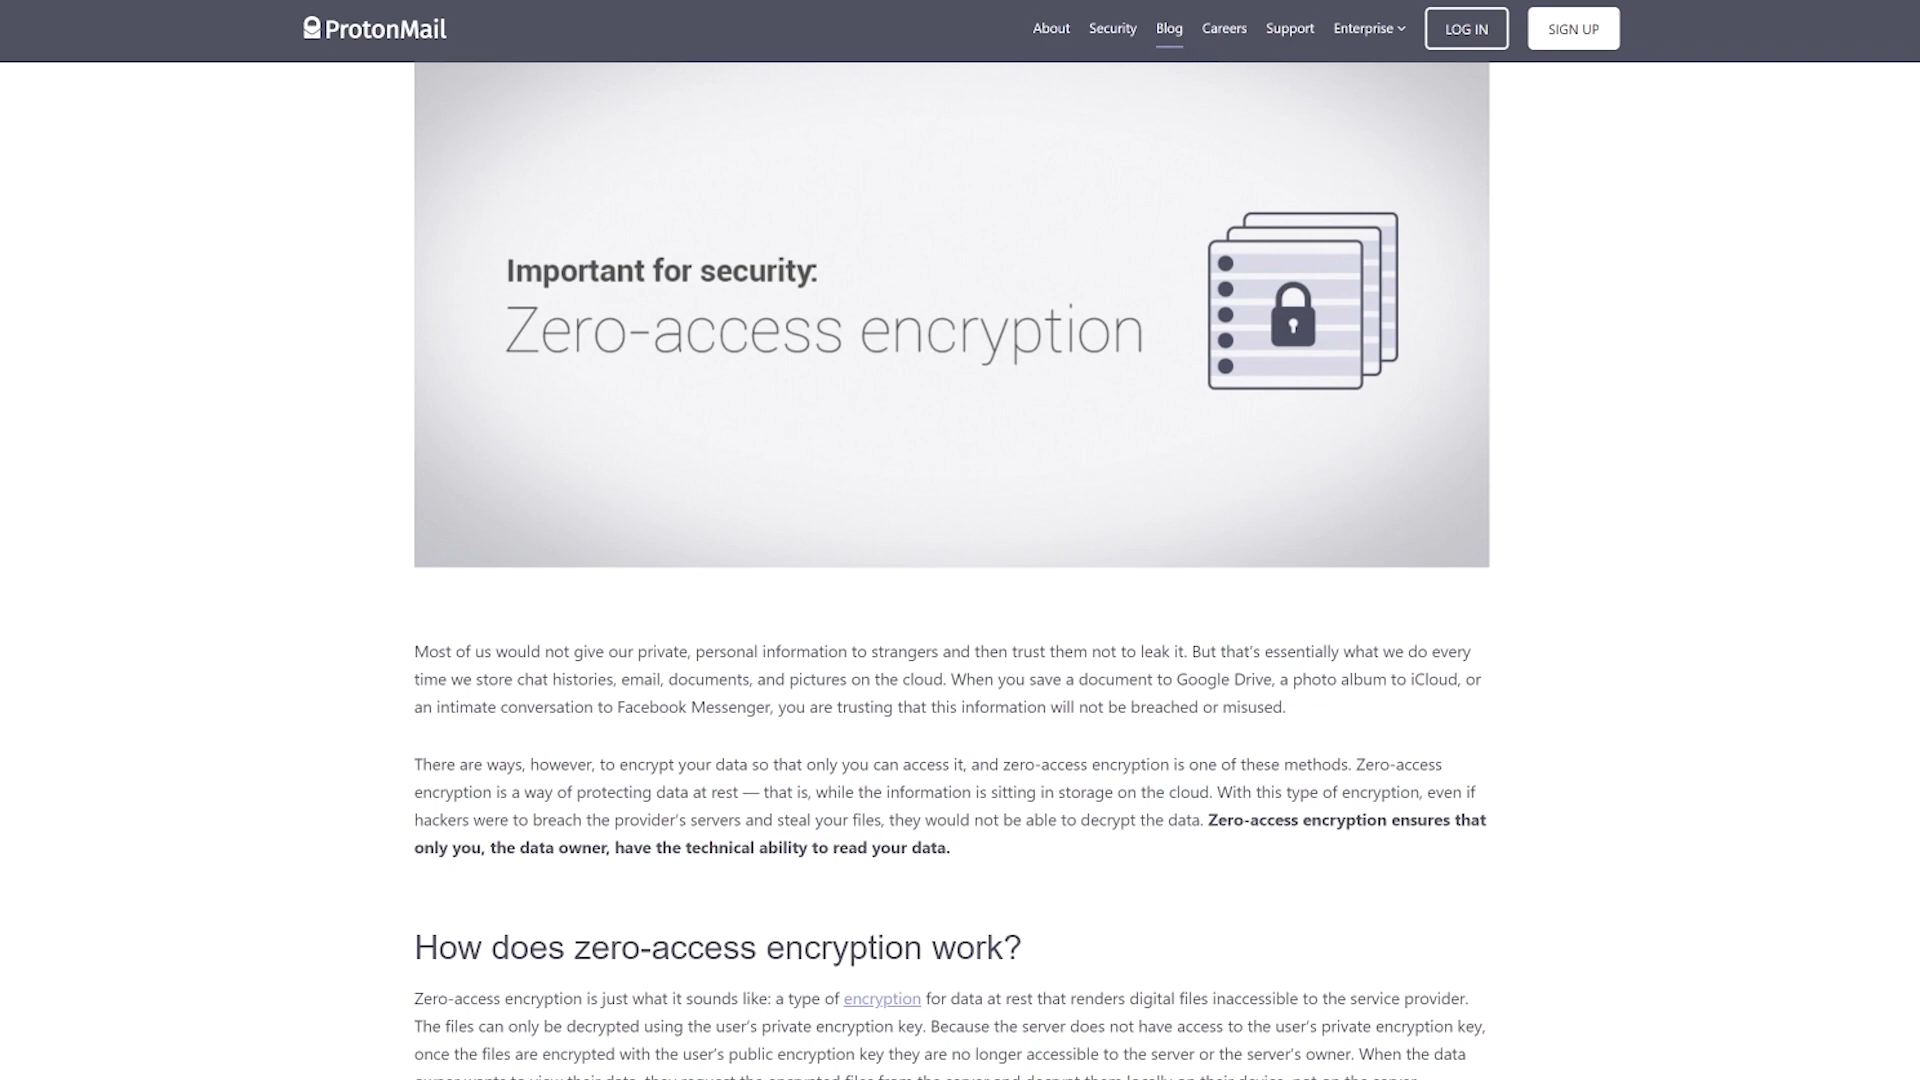 ProtonMail
About Security Blog Careers Support Enterprise LOG IN SIGN UP
Important for security:
Zero-access encryption
Most of us would not give our private, personal information to strangers and then trust them not to leak it. But that’s essentially what we do every
time we store chat histories, email, documents, and pictures on the cloud. When you save a document to Google Drive, a photo album to iCloud, or
an intimate conversation to Facebook Messenger, you are trusting that this information will not be breached or misused.
There are ways, however, to encrypt your data so that only you can access it, and zero-access encryption is one of these methods. Zero-access
encryption is a way of protecting data at rest — that is, while the information is sitting in storage on the cloud. With this type of encryption, even if
hackers were to breach the provider’s servers and steal your files, they would not be able to decrypt the data. Zero-access encryption ensures that
only you, the data owner, have the technical ability to read your data.
How does zero-access encryption work?
Zero-access encryption is just what it sounds like: a type of encryption for data at rest that renders digital files inaccessible to the service provider.
The files can only be decrypted using the user’s private encryption key. Because the server does not have access to the user’s private encryption key,
once the files are encrypted with the user’s public encryption key they are no longer accessible to the server or the server’s owner. When the data